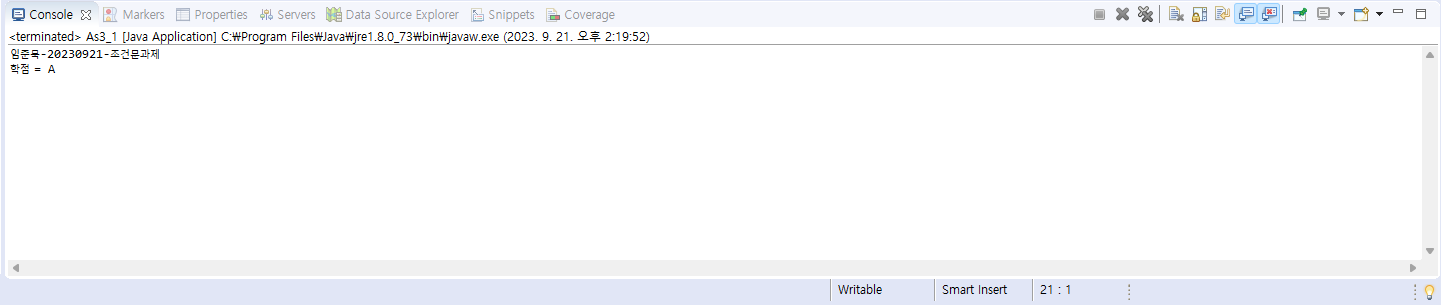 Console Markers Properties Servers Data Source Explorer Snippets Coverage
<terminated> As3_1 [Java Application] C:₩Program Files₩Java₩jre1.8.0_73₩bin₩javaw.exe (2023. 9. 21. 오후 2:19:52)
임준묵-20230921-조건문과제
학점 = A
Writable Smart Insert 21 : 1